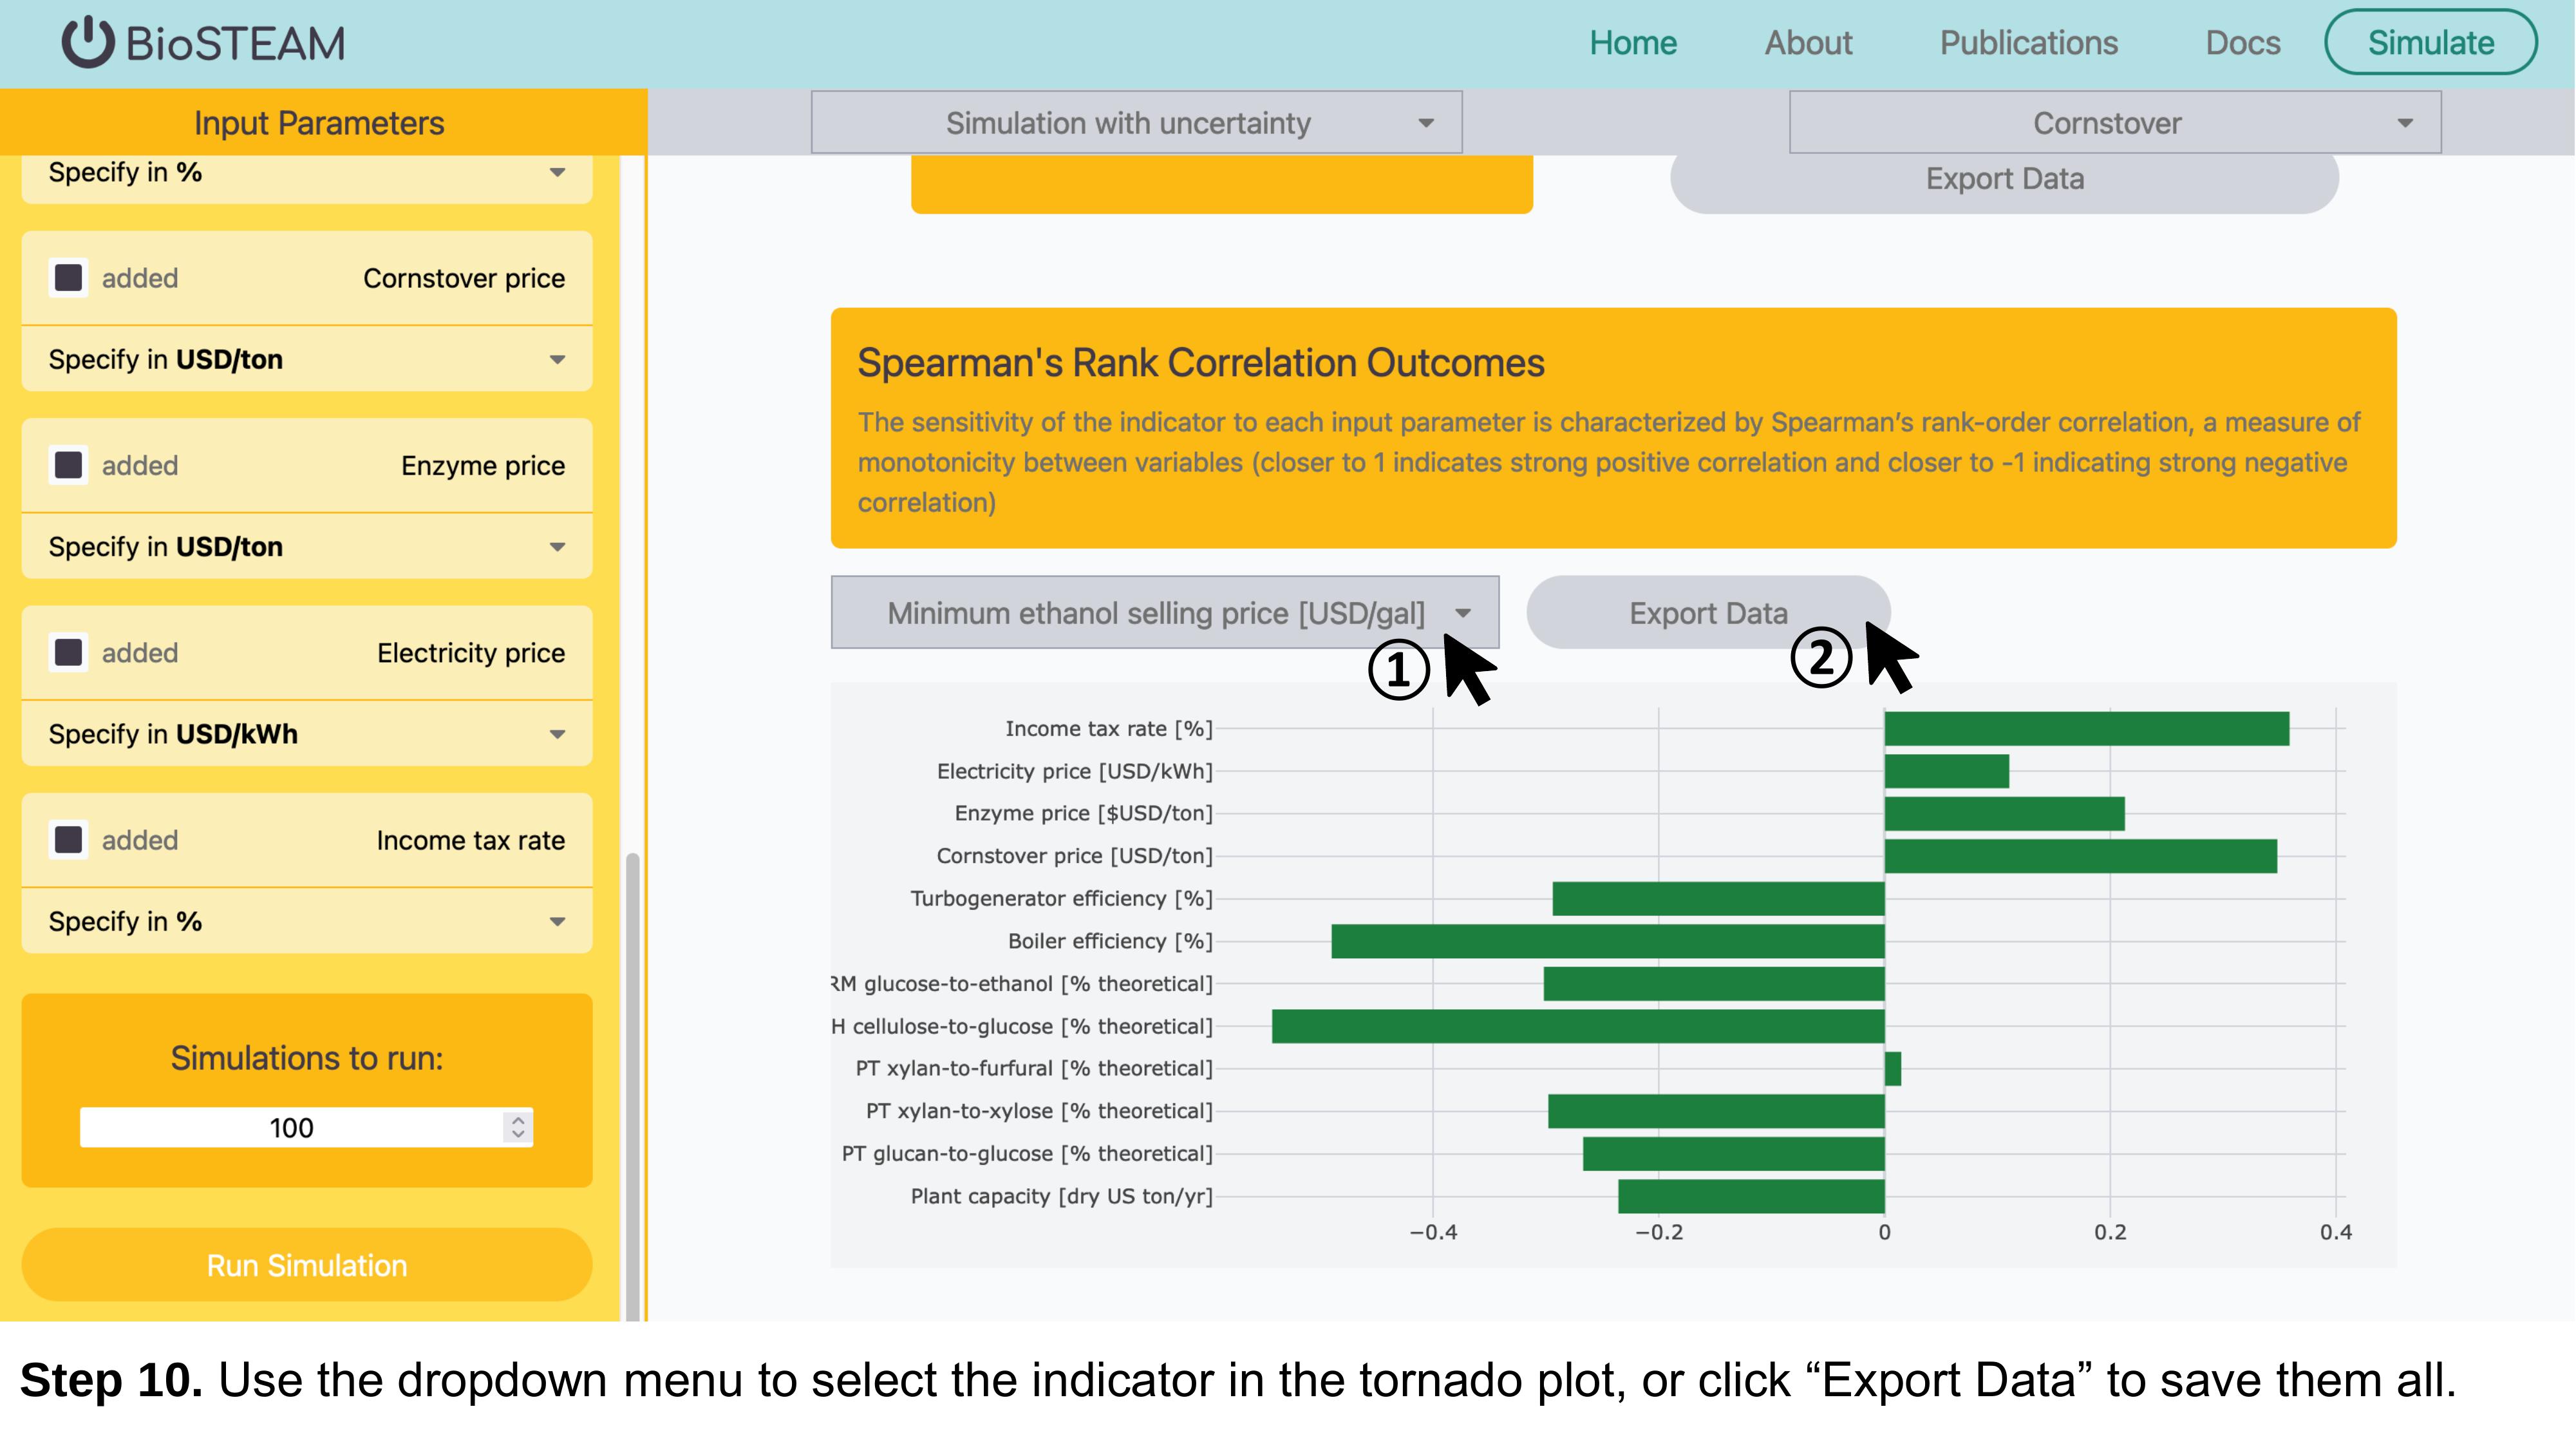 BioSTEAM
Home About Publications Docs Simulate
Input Parameters
Simulation with uncertainty
Cornstover
Specify in %
added Cornstover price
Specify in USD/ton
added Enzyme price
Specify in USD/ton
added Electricity price
Specify in USD/kWh
added Income tax rate
Specify in %
Simulations to run:
100
Run Simulation
Export Data
Spearman's Rank Correlation Outcomes
The sensitivity of the indicator to each input parameter is characterized by Spearman’s rank-order correlation, a measure of
monotonicity between variables (closer to 1 indicates strong positive correlation and closer to -1 indicating strong negative
correlation)
Minimum ethanol selling price [USD/gal]
Export Data
① ②
Income tax rate [%]
Electricity price [USD/kWh]
Enzyme price [$USD/ton]
Cornstover price [USD/ton]
Turbogenerator efficiency [%]
Boiler efficiency [%]
RM glucose-to-ethanol [% theoretical]
H cellulose-to-glucose [% theoretical]
PT xylan-to-furfural [% theoretical]
PT xylan-to-xylose [% theoretical]
PT glucan-to-glucose [% theoretical]
Plant capacity [dry US ton/yr]
−0.4 −0.2 0 0.2 0.4
Step 10. Use the dropdown menu to select the indicator in the tornado plot, or click “Export Data” to save them all.